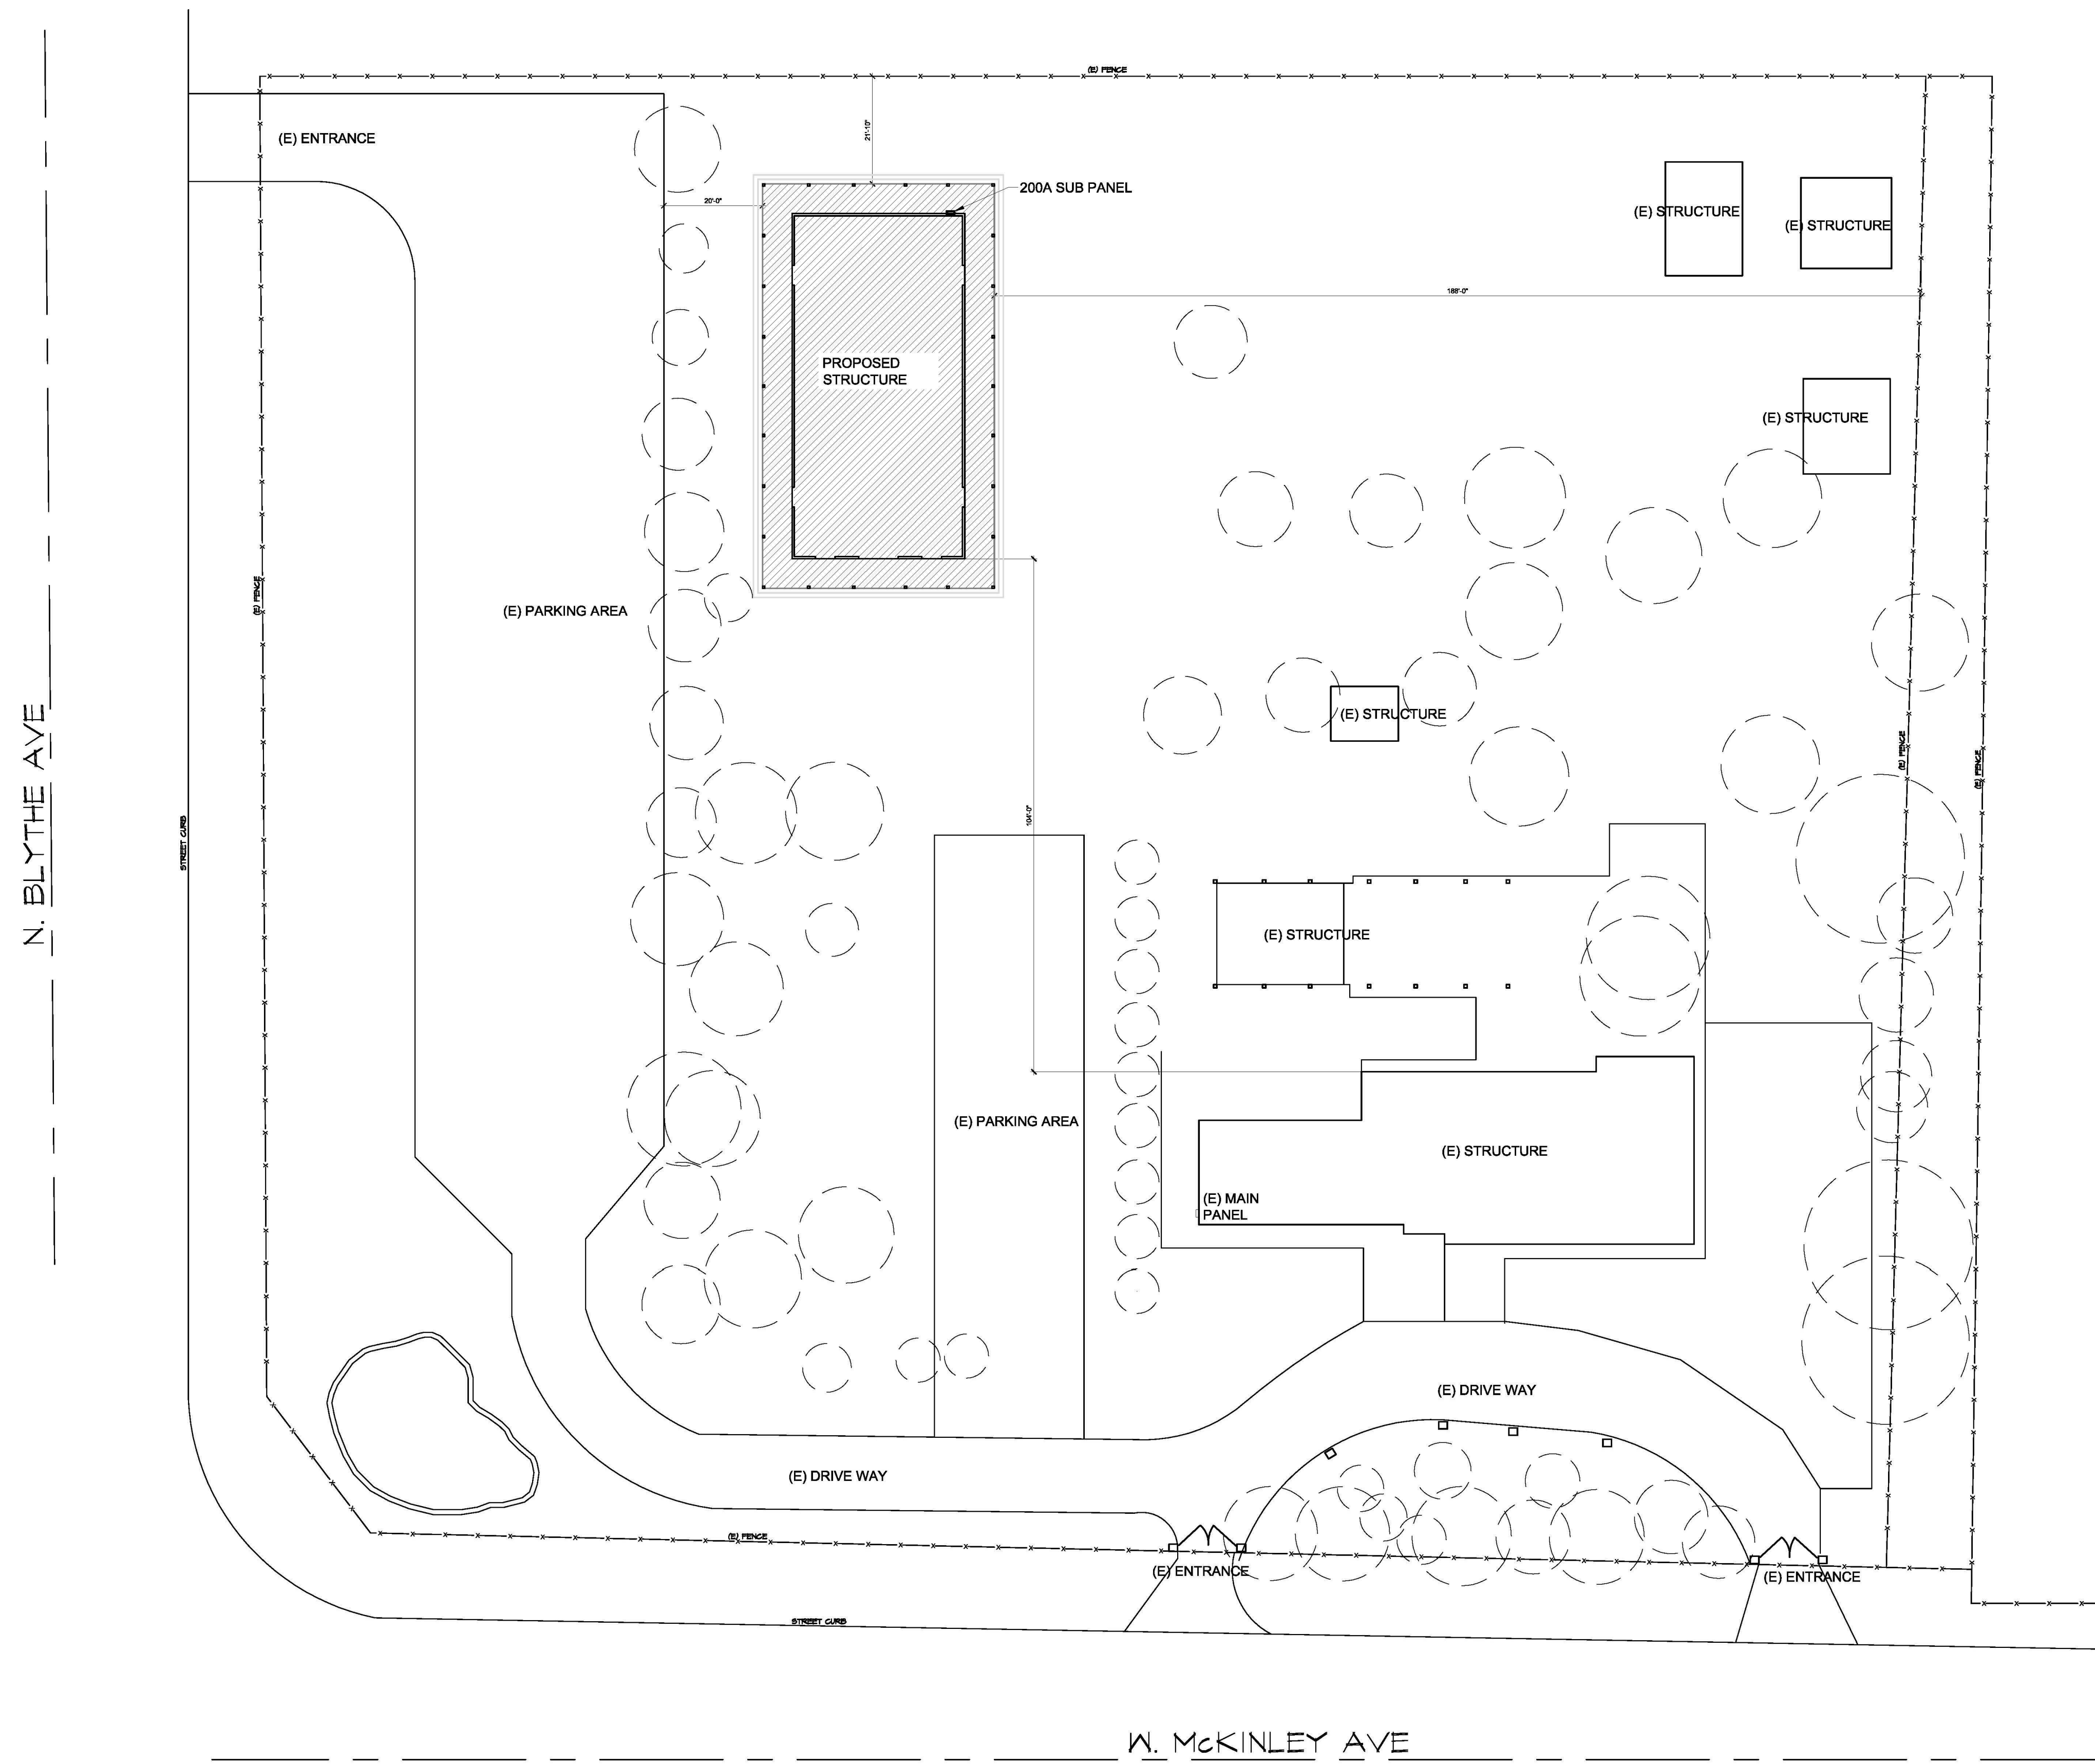 (E) FENCE
(E) ENTRANCE
21'-10"
200A SUB PANEL
20'-0"
(E) STRUCTURE
(E) STRUCTURE
188'-0"
PROPOSED
STRUCTURE
(E) STRUCTURE
(E) FENCE
(E) PARKING AREA
(E) STRUCTURE
(E) FENCE
(E) FENCE
N. BLYTHE AVE
STREET CURB
104'-0"
(E) STRUCTURE
(E) PARKING AREA
(E) STRUCTURE
(E) MAIN
PANEL
(E) DRIVE WAY
(E) DRIVE WAY
(E) FENCE
(E) ENTRANCE
(E) ENTRANCE
STREET CURB
W. McKINLEY AVE